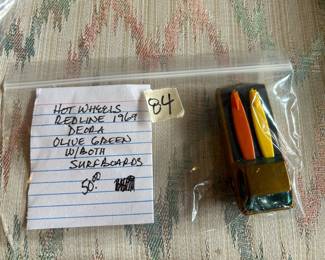 HOT WHEELS
REDLINE 1969
DEORA
OLIVE GREEN
W/BOTH
SURFBOARDS
50.00
84